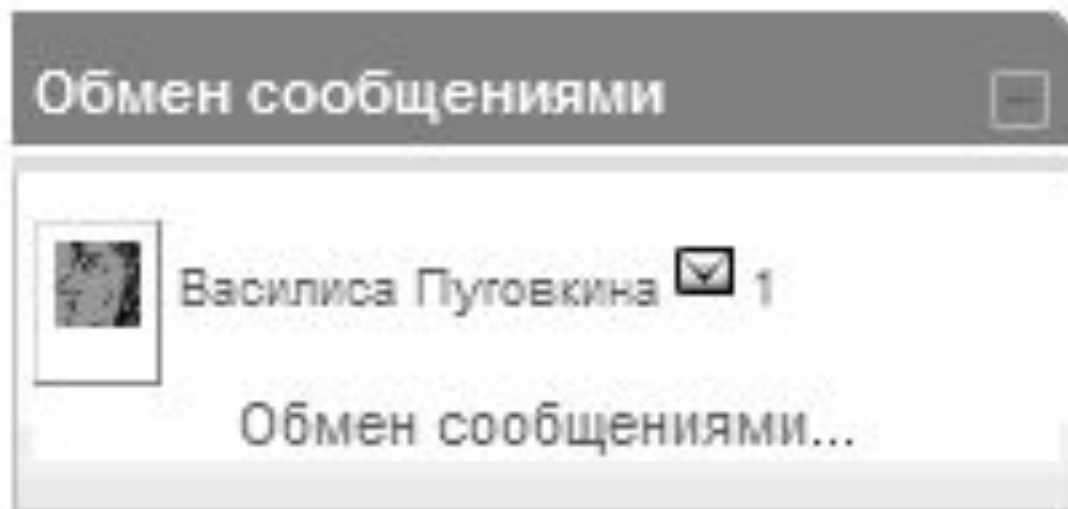 Обмен сообщениями
Василиса Пуговкина 1
Обмен сообщениями...